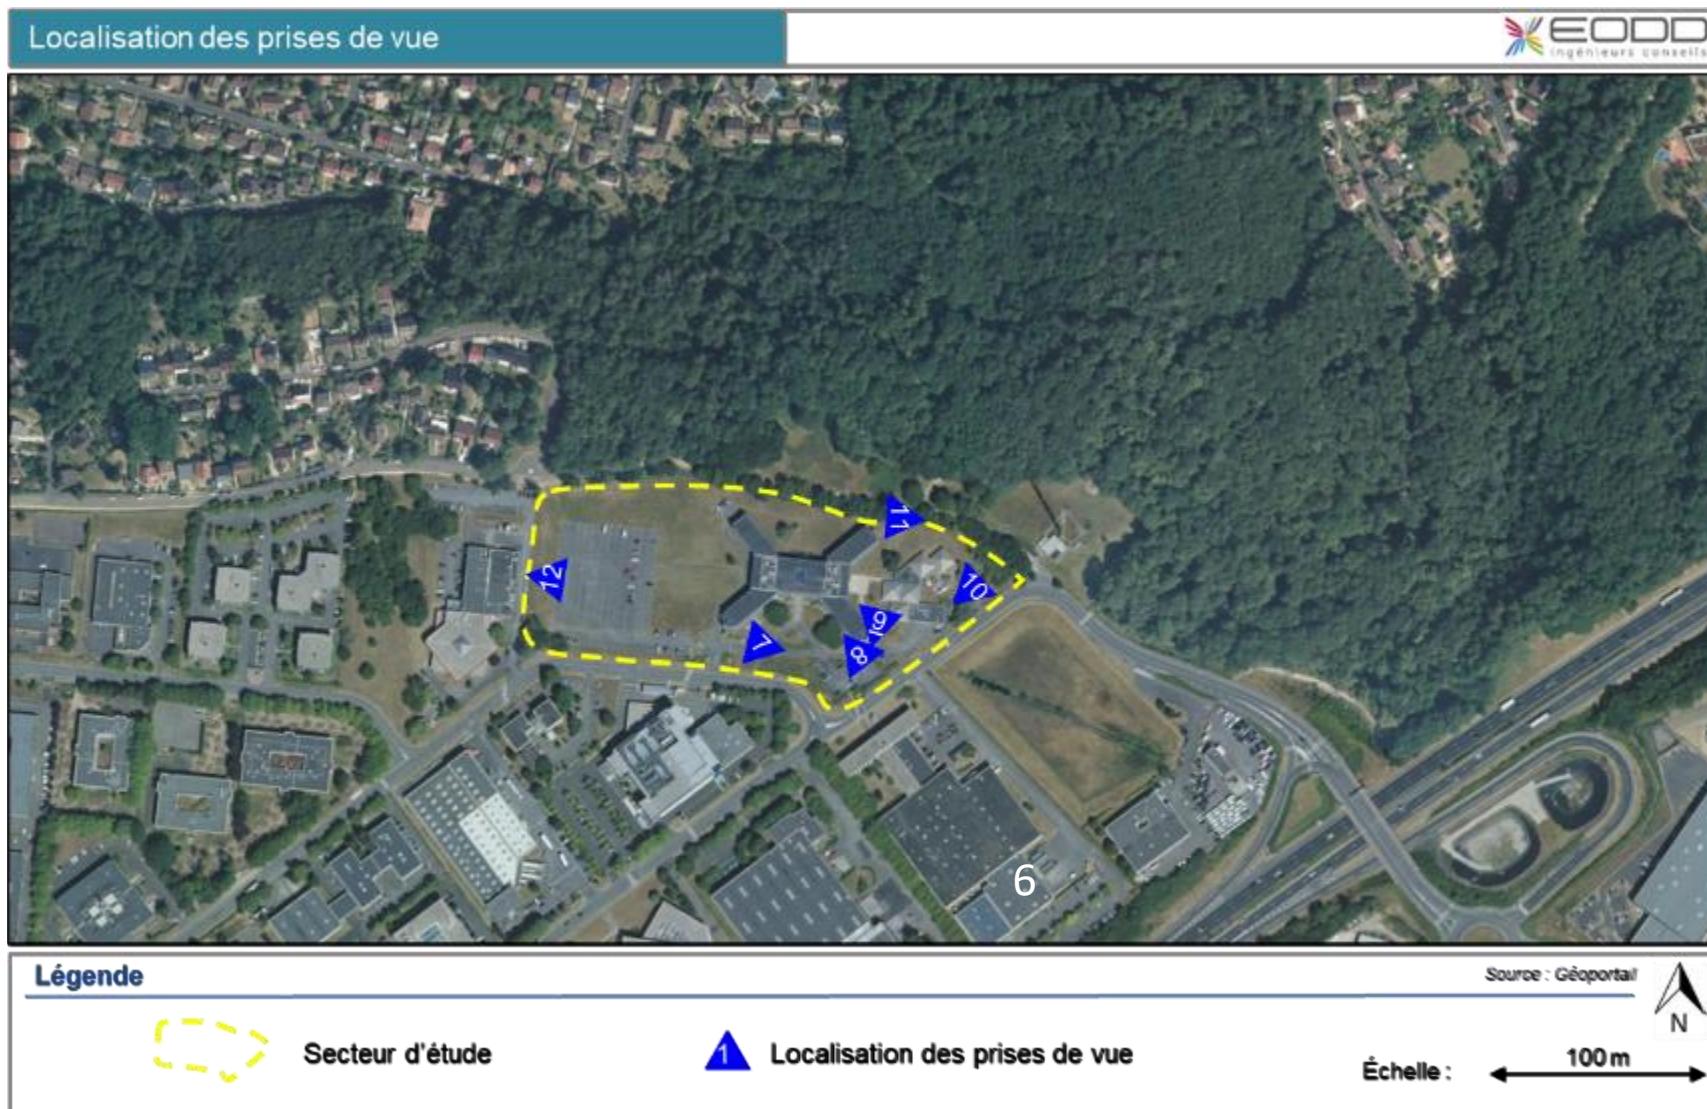 Localisation des prises de vue
EODD
ingénieurs conseils
11
12
10
9
7
8
6
Légende
Source : Géoportail
N
Secteur d'étude
1
Localisation des prises de vue
Échelle :
100 m